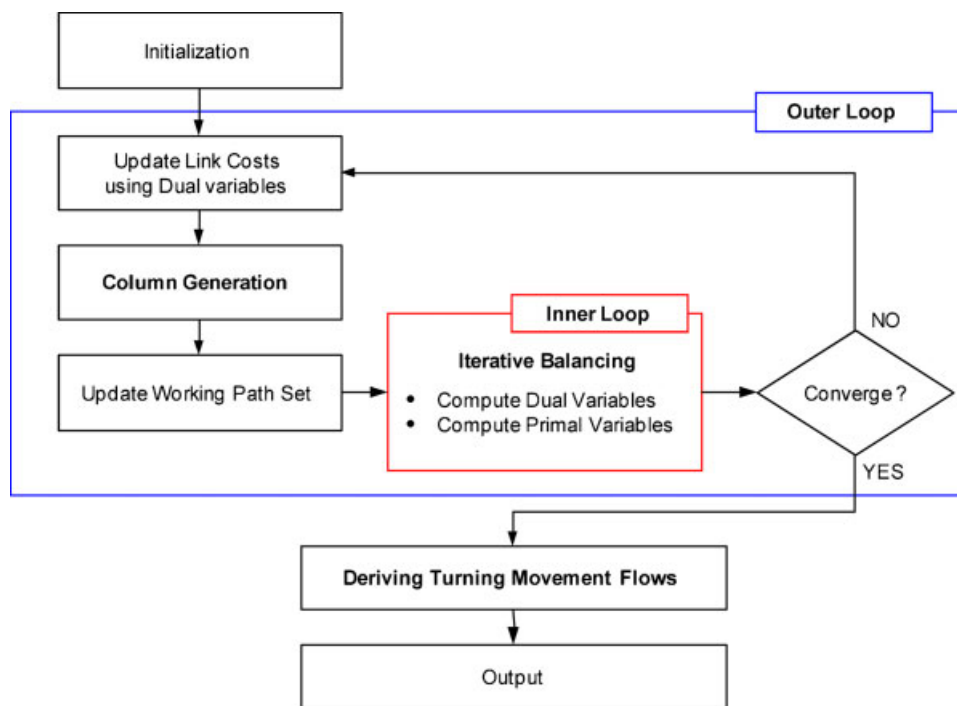 Initialization
Outer Loop
Update Link Costs
using Dual variables
Column Generation
Update Working Path Set
Inner Loop
Iterative Balancing
• Compute Dual Variables
• Compute Primal Variables
NO
Converge ?
YES
Deriving Turning Movement Flows
Output